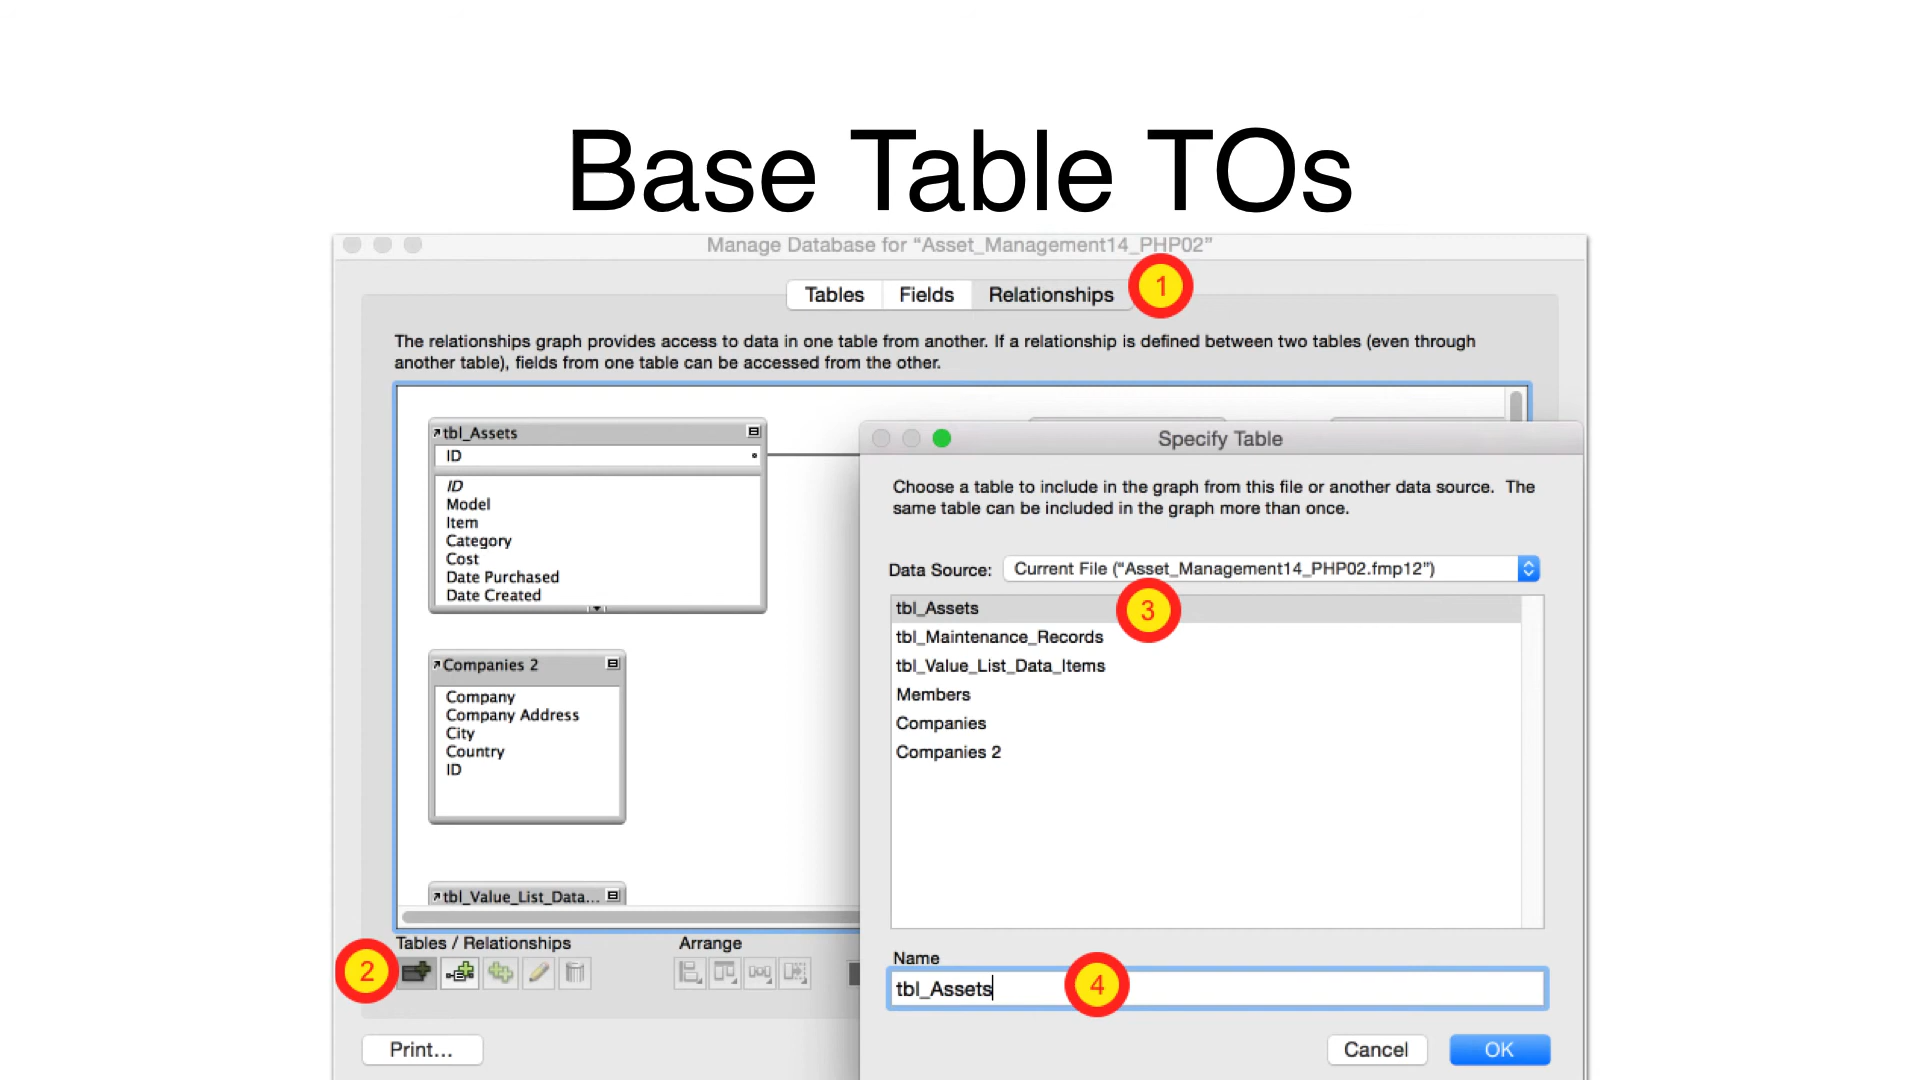 Base Table TOs
Manage Database for “Asset_Management14_PHP02”
Tables Fields Relationships 1
The relationships graph provides access to data in one table from another. If a relationship is defined between two tables (even through
another table), fields from one table can be accessed from the other.
tbl_Assets
ID
ID
Model
Item
Category
Cost
Date Purchased
Date Created
Companies 2
Company
Company Address
City
Country
ID
tbl_Value_List_Data...
Tables / Relationships
Arrange
2
Print...
Specify Table
Choose a table to include in the graph from this file or another data source. The
same table can be included in the graph more than once.
Data Source: Current File (“Asset_Management14_PHP02.fmp12”)
tbl_Assets 3
tbl_Maintenance_Records
tbl_Value_List_Data_Items
Members
Companies
Companies 2
Name
tbl_Assets 4
Cancel OK